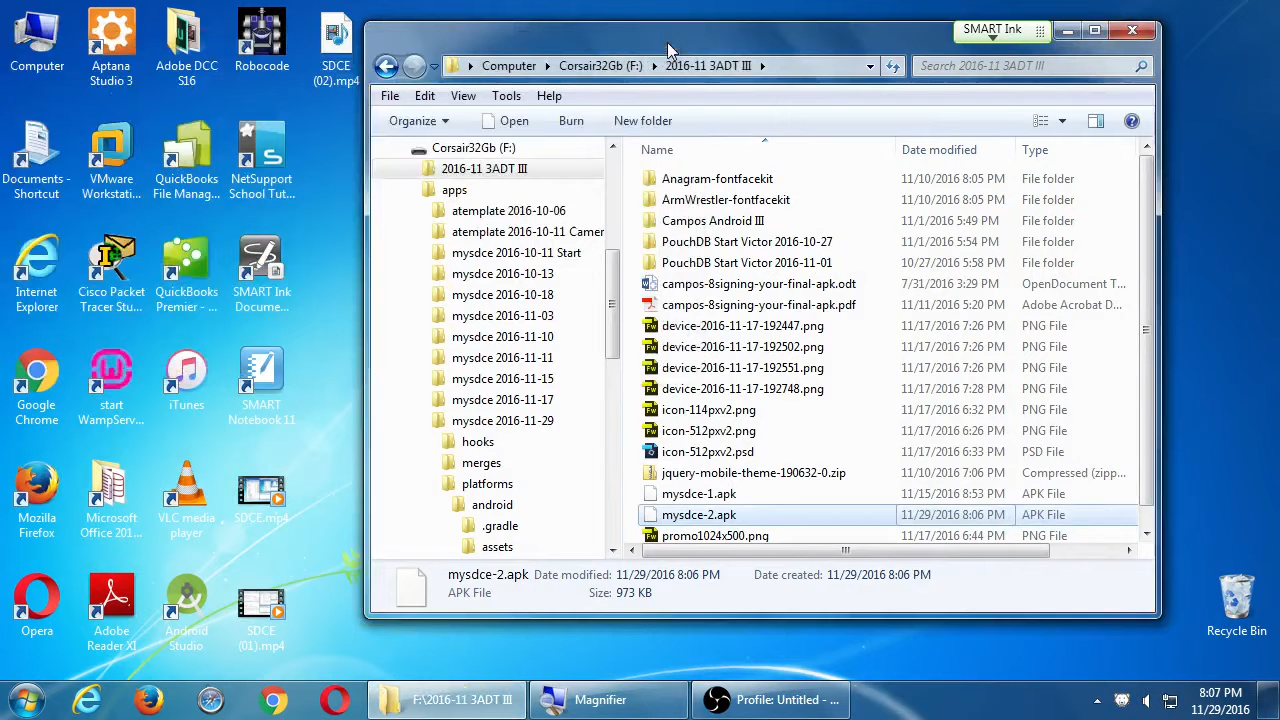 Computer
Aptana Studio 3
Adobe DCC S16
Robocode
SDCE (02).mp4
Documents - Shortcut
VMware Workstati...
QuickBooks File Manag...
NetSupport School Tut...
Internet Explorer
Cisco Packet Tracer Stu...
QuickBooks Premier - ...
SMART Ink Docume...
Google Chrome
start WampServ...
iTunes
SMART Notebook 11
Mozilla Firefox
Microsoft Office 201...
VLC media player
SDCE.mp4
Opera
Adobe Reader XI
Android Studio
SDCE (01).mp4
Recycle Bin
SMART Ink
Computer Corsair32Gb (F:) 2016-11 3ADT III
Search 2016-11 3ADT III
File Edit View Tools Help
Organize Open Burn New folder
Corsair32Gb (F:)
2016-11 3ADT III
apps
atemplate 2016-10-06
atemplate 2016-10-11 Camer
mysdce 2016-10-11 Start
mysdce 2016-10-13
mysdce 2016-10-18
mysdce 2016-11-03
mysdce 2016-11-10
mysdce 2016-11-11
mysdce 2016-11-15
mysdce 2016-11-17
mysdce 2016-11-29
hooks
merges
platforms
android
.gradle
assets
Name Date modified Type
Anagram-fontfacekit 11/10/2016 8:05 PM File folder
ArmWrestler-fontfacekit 11/10/2016 8:05 PM File folder
Campos Android III 11/1/2016 5:49 PM File folder
PouchDB Start Victor 2016-10-27 11/1/2016 5:54 PM File folder
PouchDB Start Victor 2016-11-01 10/27/2016 5:58 PM File folder
campos-8signing-your-final-apk.odt 7/31/2016 3:29 PM OpenDocument T...
campos-8signing-your-final-apk.pdf 11/11/2016 5:20 PM Adobe Acrobat D...
device-2016-11-17-192447.png 11/17/2016 7:26 PM PNG File
device-2016-11-17-192502.png 11/17/2016 7:26 PM PNG File
device-2016-11-17-192551.png 11/17/2016 7:26 PM PNG File
device-2016-11-17-192748.png 11/17/2016 7:28 PM PNG File
icon-114pxv2.png 11/17/2016 6:32 PM PNG File
icon-512pxv2.png 11/17/2016 6:26 PM PNG File
icon-512pxv2.psd 11/17/2016 6:33 PM PSD File
jquery-mobile-theme-190632-0.zip 11/10/2016 7:06 PM Compressed (zipp...
mysdce-1.apk 11/15/2016 8:53 PM APK File
mysdce-2.apk 11/29/2016 8:06 PM APK File
promo1024x500.png 11/17/2016 6:44 PM PNG File
mysdce-2.apk Date modified: 11/29/2016 8:06 PM Date created: 11/29/2016 8:06 PM
APK File Size: 973 KB
F:\2016-11 3ADT III
Magnifier
Profile: Untitled - ...
8:07 PM
11/29/2016